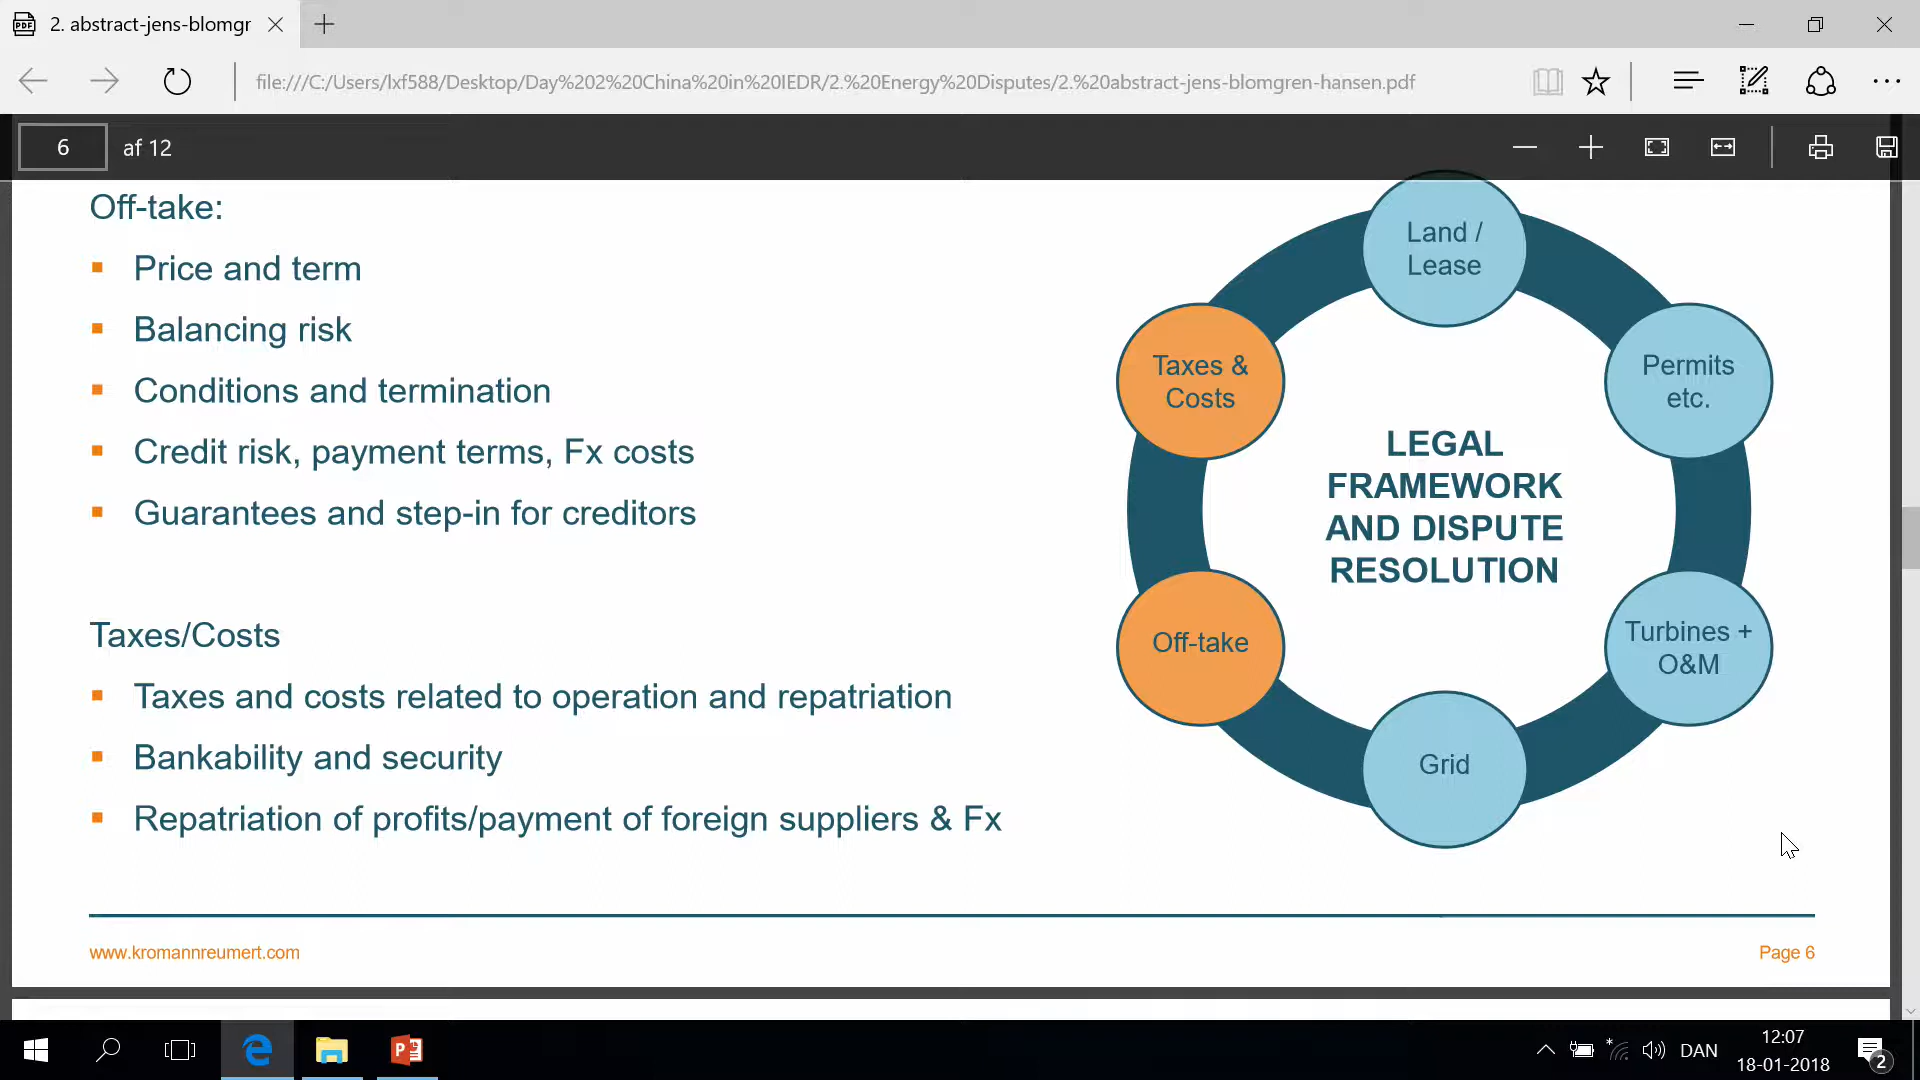 2. abstract-jens-blomgr
file:///C:/Users/lxf588/Desktop/Day%202%20China%20in%20IEDR/2.%20Energy%20Disputes/2.%20abstract-jens-blomgren-hansen.pdf
6 af 12
Off-take:
Price and term
Balancing risk
Conditions and termination
Credit risk, payment terms, Fx costs
Guarantees and step-in for creditors
Taxes/Costs
Taxes and costs related to operation and repatriation
Bankability and security
Repatriation of profits/payment of foreign suppliers & Fx
Land /
Lease
Permits
etc.
Turbines +
O&M
Grid
Off-take
Taxes &
Costs
LEGAL
FRAMEWORK
AND DISPUTE
RESOLUTION
www.kromannreumert.com
Page 6
DAN
12:07
18-01-2018
2